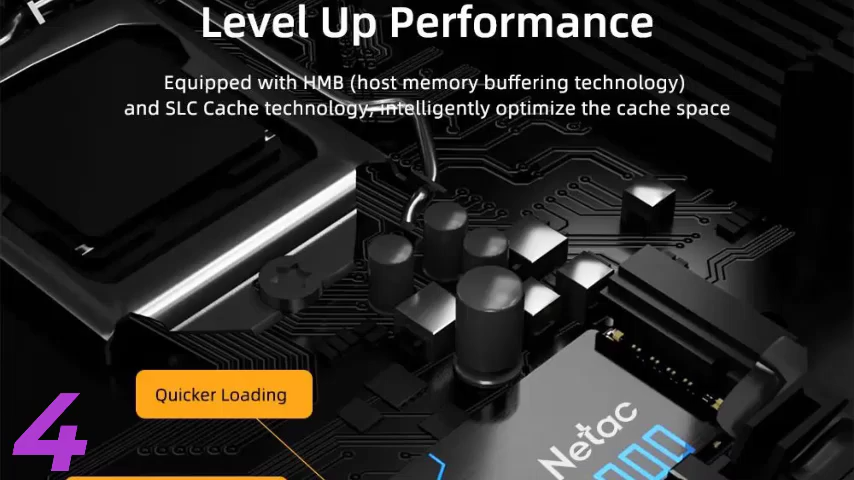 Level Up Performance
Equipped with HMB (host memory buffering technology)
and SLC Cache technology, intelligently optimize the cache space
Quicker Loading
4
Netac